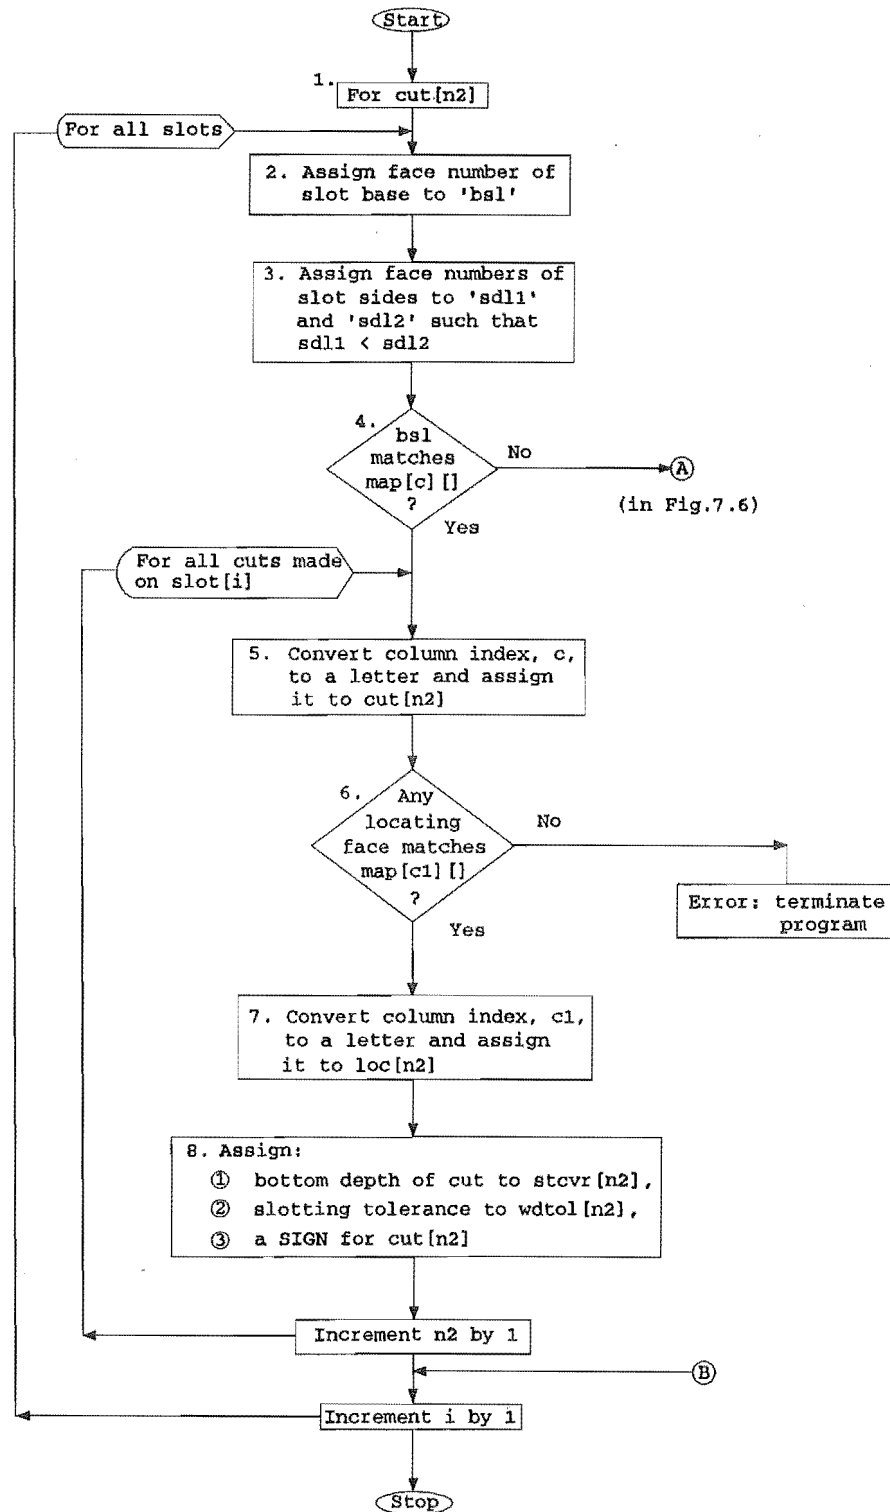 Start
1.
For cut[n2]
For all slots
2. Assign face number of
slot base to 'bsl'
3. Assign face numbers of
slot sides to 'sdl1'
and 'sdl2' such that
sdl1 < sdl2
4.
bsl
matches
map[c][]
?
No
A
(in Fig.7.6)
Yes
For all cuts made
on slot[i]
5. Convert column index, c,
to a letter and assign
it to cut[n2]
6. Any
locating
face matches
map[c1][]
?
No
Error: terminate
program
Yes
7. Convert column index, c1,
to a letter and assign
it to loc[n2]
8. Assign:
① bottom depth of cut to stcvr[n2],
② slotting tolerance to wdtol[n2],
③ a SIGN for cut[n2]
Increment n2 by 1
B
Increment i by 1
Stop